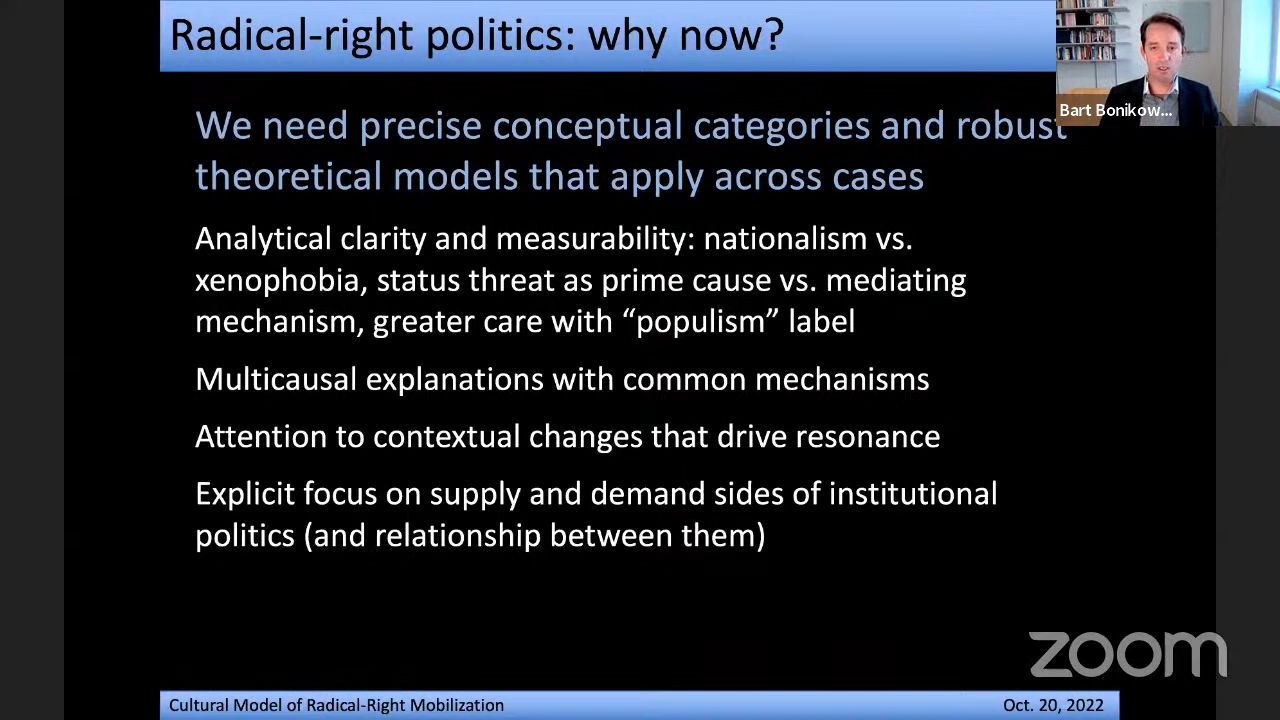 Radical-right politics: why now?
Bart Bonikow...
We need precise conceptual categories and robust
theoretical models that apply across cases
Analytical clarity and measurability: nationalism vs.
xenophobia, status threat as prime cause vs. mediating
mechanism, greater care with “populism” label
Multicausal explanations with common mechanisms
Attention to contextual changes that drive resonance
Explicit focus on supply and demand sides of institutional
politics (and relationship between them)
zoom
Cultural Model of Radical-Right Mobilization
Oct. 20, 2022